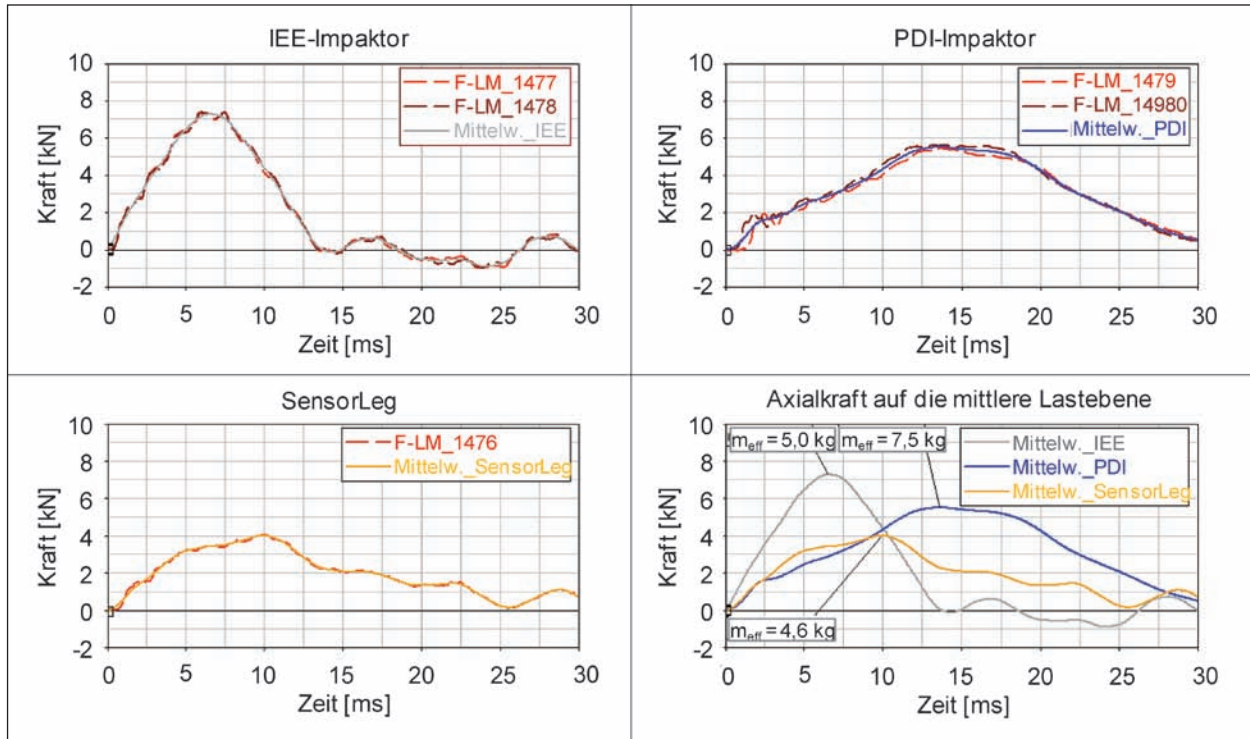 IEE-Impaktor
Kraft [kN]
10
8
6
4
2
0
-2
F-LM_1477
F-LM_1478
Mittelw._IEE
0 5 10 15 20 25 30
Zeit [ms]
PDI-Impaktor
Kraft [kN]
10
8
6
4
2
0
-2
F-LM_1479
F-LM_14980
Mittelw._PDI
0 5 10 15 20 25 30
Zeit [ms]
SensorLeg
Kraft [kN]
10
8
6
4
2
0
-2
F-LM_1476
Mittelw._SensorLeg
0 5 10 15 20 25 30
Zeit [ms]
Axialkraft auf die mittlere Lastebene
Kraft [kN]
10
8
6
4
2
0
-2
m_eff = 5,0 kg
m_eff = 7,5 kg
Mittelw._IEE
Mittelw._PDI
Mittelw._SensorLeg
m_eff = 4,6 kg
0 5 10 15 20 25 30
Zeit [ms]